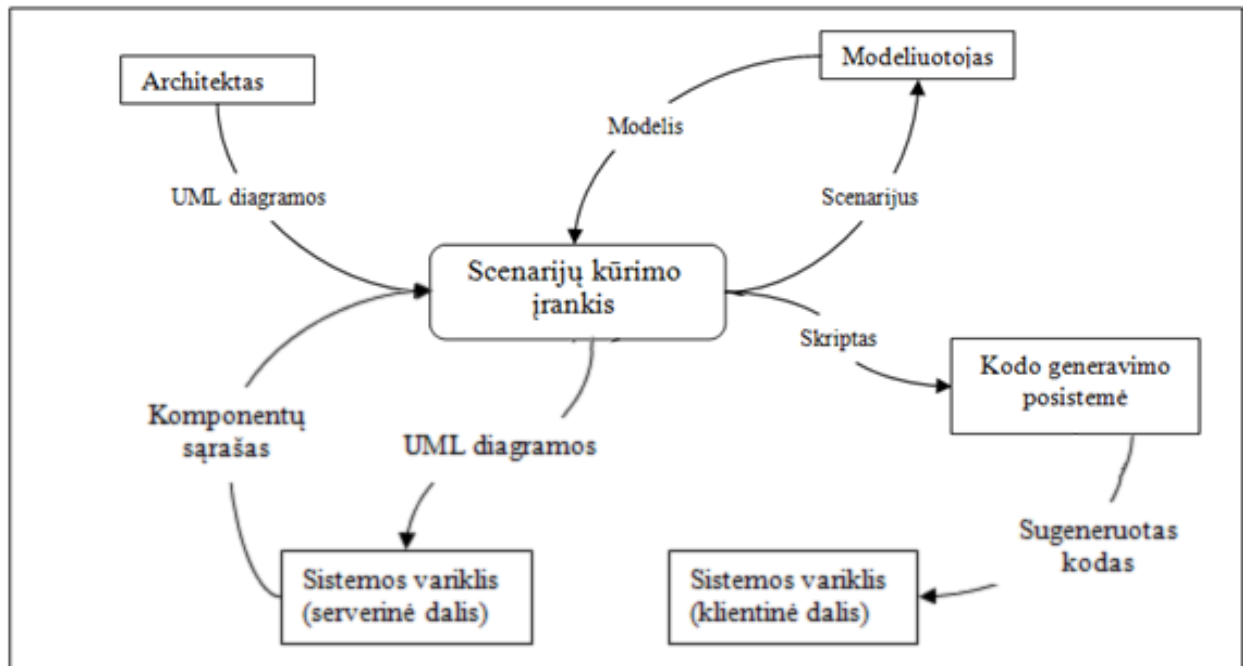 Architektas
Modeliuotojas
Modelis
UML diagramos
Scenarijus
Scenarijų kūrimo
įrankis
Skriptas
Kodo generavimo
posistemė
Komponentų
sąrašas
UML diagramos
Sugeneruotas
kodas
Sistemos variklis
(serverinė dalis)
Sistemos variklis
(klientinė dalis)